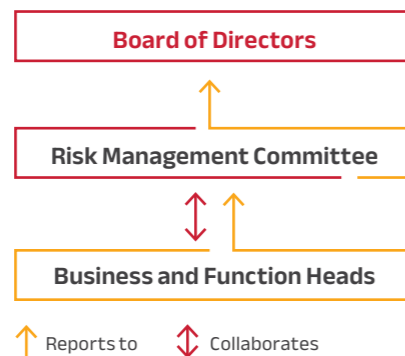 Board of Directors
Risk Management Committee
Business and Function Heads
Reports to Collaborates